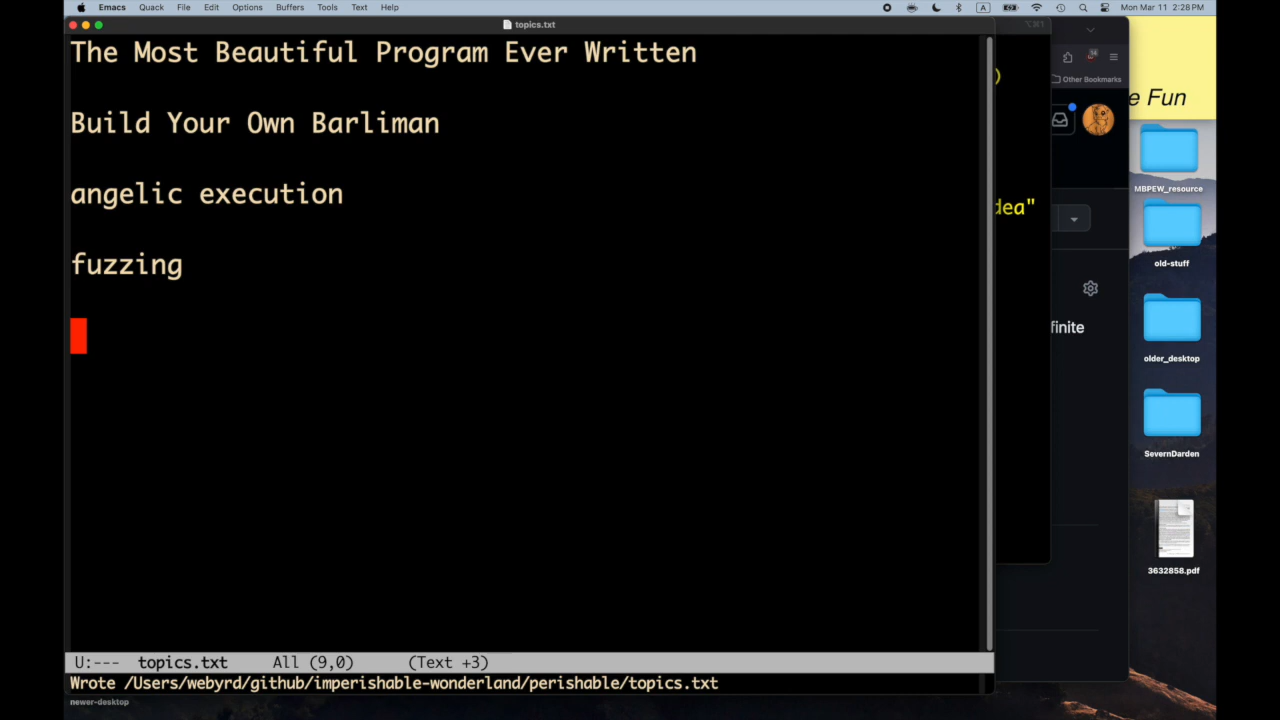 Emacs Quack File Edit Options Buffers Tools Text Help
A
Mon Mar 11 2:28 PM
topics.txt
⌥⌘1
The Most Beautiful Program Ever Written
Build Your Own Barliman
angelic execution
fuzzing
)
14
Other Bookmarks
e Fun
dea"
finite
MBPEW_resource
old-stuff
older_desktop
SevernDarden
3632858.pdf
U:--- topics.txt All (9,0) (Text +3)
Wrote /Users/webyrd/github/imperishable-wonderland/perishable/topics.txt
newer-desktop